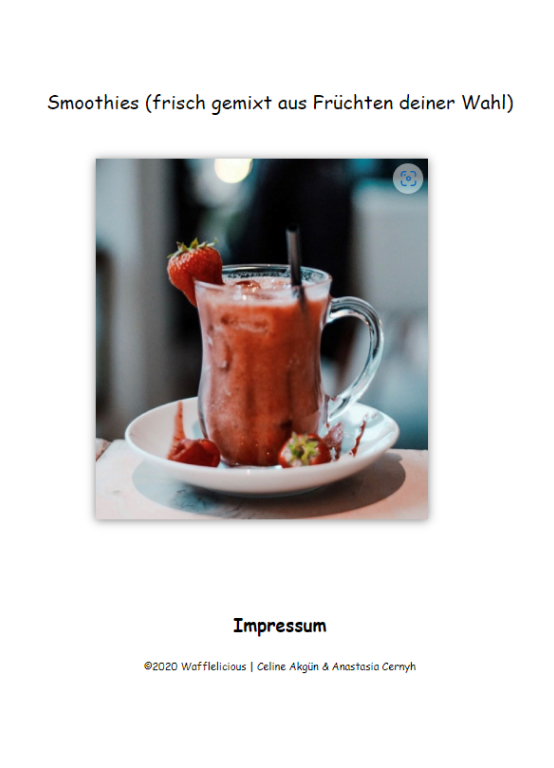 Smoothies (frisch gemixt aus Früchten deiner Wahl)
Impressum
©2020 Wafflelicious | Celine Akgün & Anastasia Cernyh